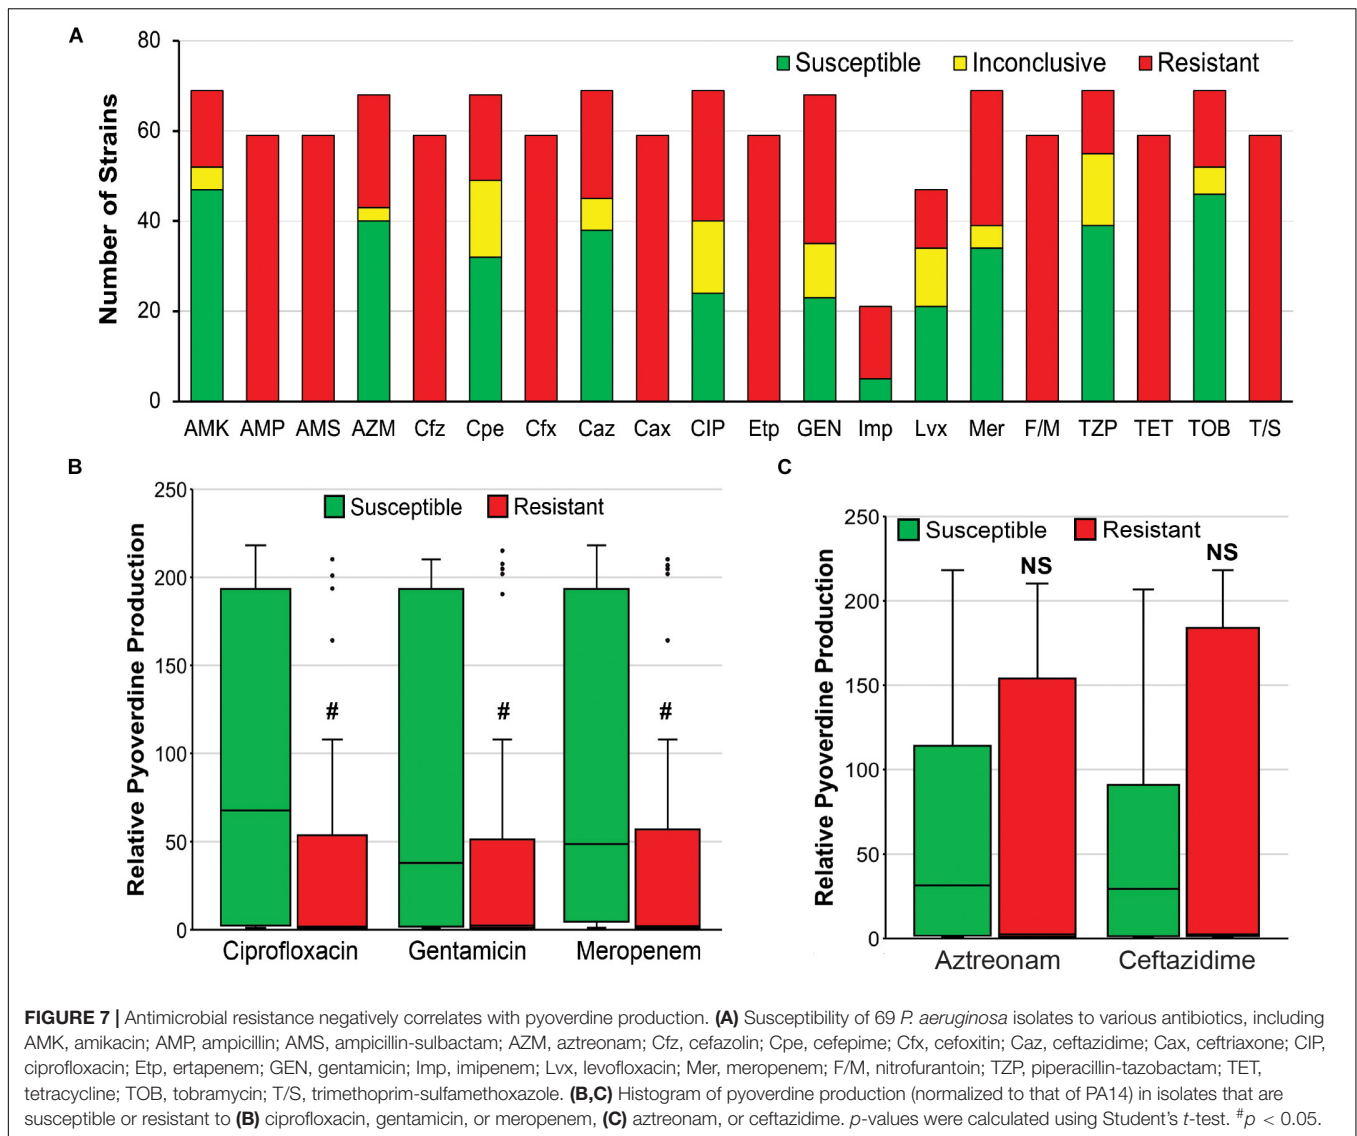 A
80
60
40
20
0
Number of Strains
Susceptible Inconclusive Resistant
AMK AMP AMS AZM Cfz Cpe Cfx Caz Cax CIP Etp GEN Imp Lvx Mer F/M TZP TET TOB T/S
B
250
200
150
100
50
0
Relative Pyoverdine Production
Susceptible Resistant
# # #
Ciprofloxacin Gentamicin Meropenem
C
250
200
150
100
50
0
Relative Pyoverdine Production
Susceptible Resistant
NS NS
Aztreonam Ceftazidime
FIGURE 7 | Antimicrobial resistance negatively correlates with pyoverdine production. (A) Susceptibility of 69 P. aeruginosa isolates to various antibiotics, including
AMK, amikacin; AMP, ampicillin; AMS, ampicillin-sulbactam; AZM, aztreonam; Cfz, cefazolin; Cpe, cefepime; Cfx, cefoxitin; Caz, ceftazidime; Cax, ceftriaxone; CIP,
ciprofloxacin; Etp, ertapenem; GEN, gentamicin; Imp, imipenem; Lvx, levofloxacin; Mer, meropenem; F/M, nitrofurantoin; TZP, piperacillin-tazobactam; TET,
tetracycline; TOB, tobramycin; T/S, trimethoprim-sulfamethoxazole. (B,C) Histogram of pyoverdine production (normalized to that of PA14) in isolates that are
susceptible or resistant to (B) ciprofloxacin, gentamicin, or meropenem, (C) aztreonam, or ceftazidime. p-values were calculated using Student's t-test. #p < 0.05.